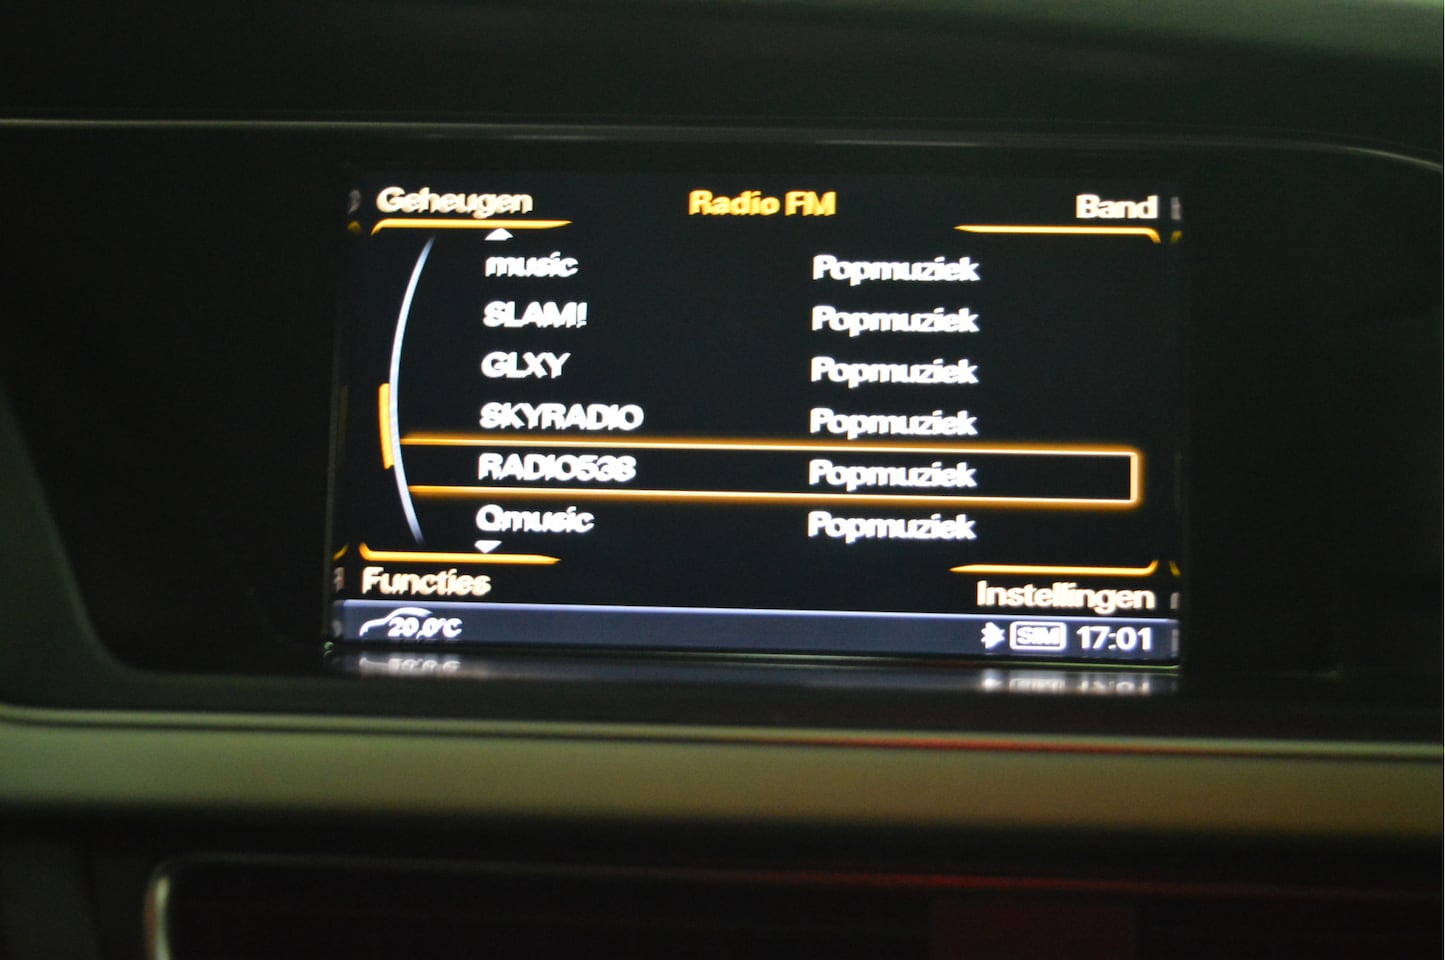 Geheugen Radio FM Band
music Popmuziek
SLAM! Popmuziek
GLXY Popmuziek
SKYRADIO Popmuziek
RADIO538 Popmuziek
Qmusic Popmuziek
Functies Instellingen
20,0°C SIM 17:01